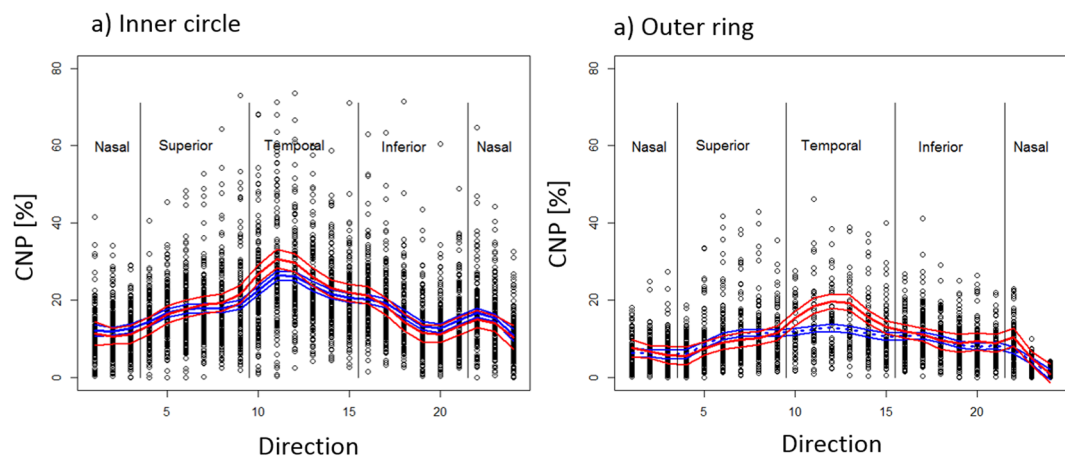 a) Inner circle
80
60
40
20
0
CNP [%]
Nasal
Superior
Temporal
Inferior
Nasal
5
10
15
20
Direction
a) Outer ring
80
60
40
20
0
CNP [%]
Nasal
Superior
Temporal
Inferior
Nasal
5
10
15
20
Direction